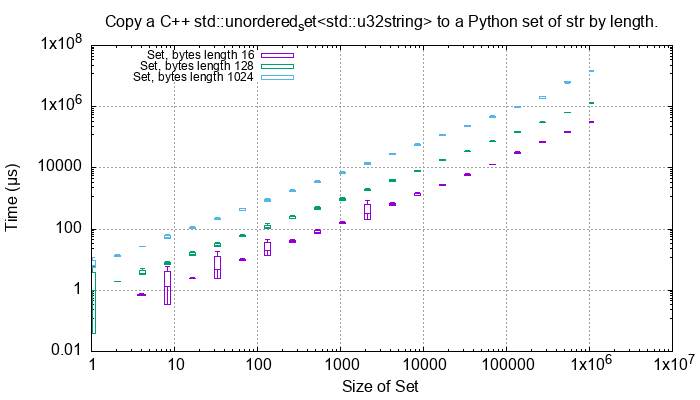 Copy a C++ std::unordered_set<std::u32string> to a Python set of str by length.
1x10^8
Set, bytes length 16
Set, bytes length 128
Set, bytes length 1024
1x10^6
10000
Time (µs)
100
1
0.01
1 10 100 1000 10000 100000 1x10^6 1x10^7
Size of Set